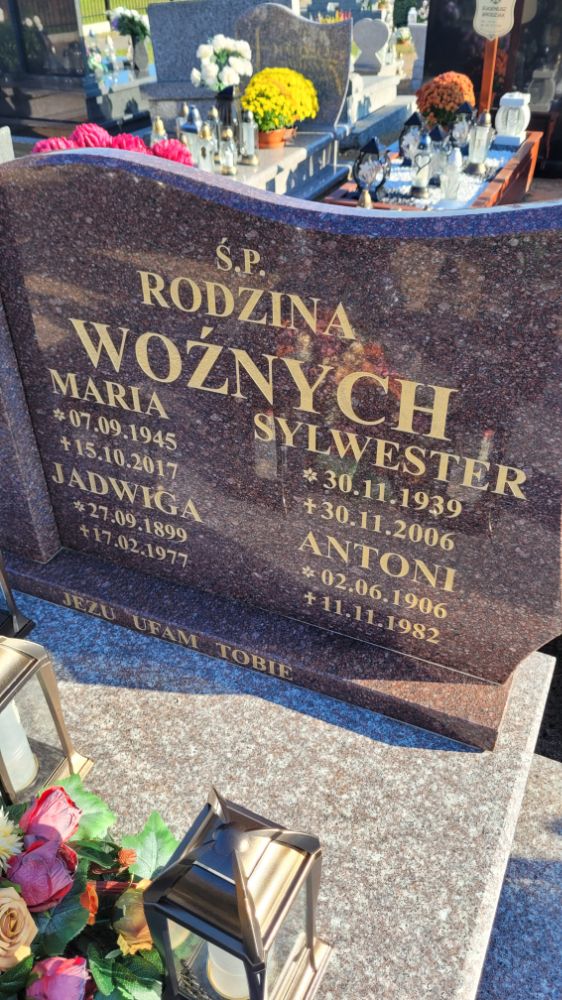 EUGENIUSZ
Ś.P.
RODZINA
WOŹNYCH
MARIA
* 07.09.1945
+ 15.10.2017
JADWIGA
* 27.09.1899
+ 17.02.1977
SYLWESTER
* 30.11.1939
+ 30.11.2006
ANTONI
* 02.06.1906
+ 11.11.1982
JEZU UFAM TOBIE